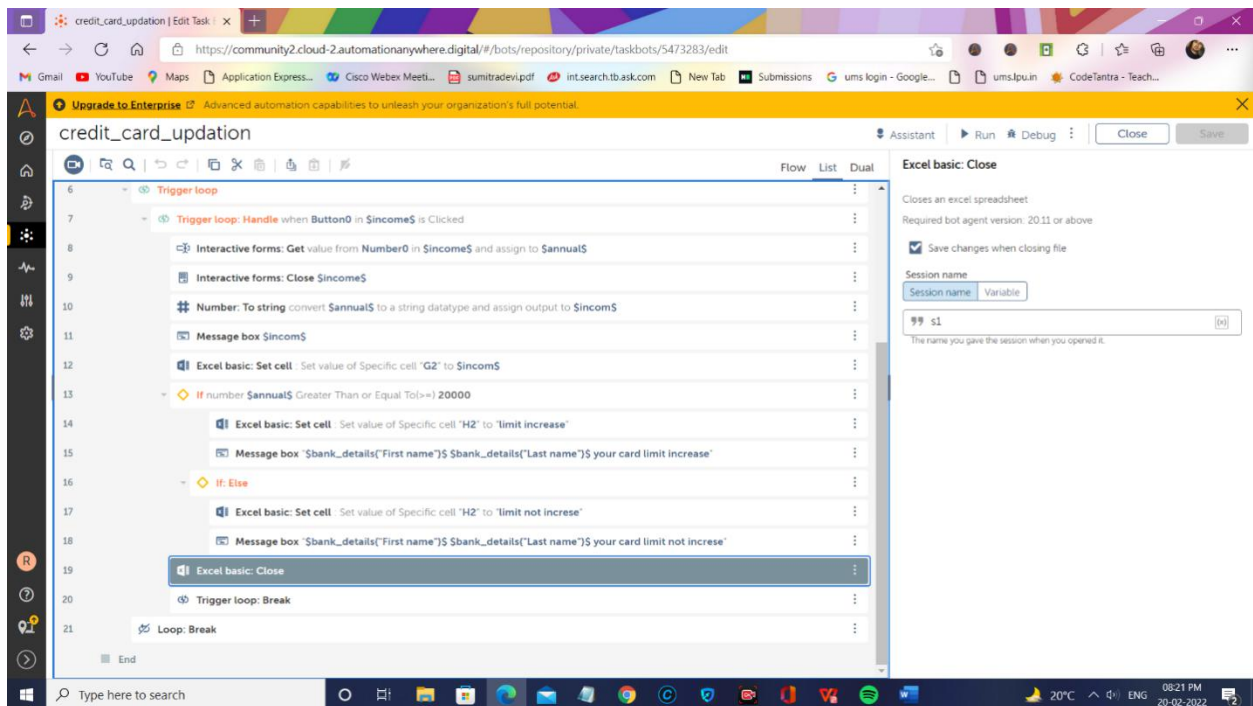 credit_card_updation | Edit Task
https://community2.cloud-2.automationanywhere.digital/#/bots/repository/private/taskbots/5473283/edit
Gmail YouTube Maps Application Express... Cisco Webex Meeti... sumitradevi.pdf int.search.tb.ask.com New Tab Submissions ums login - Google... ums.lpu.in CodeTantra - Teach...
Upgrade to Enterprise Advanced automation capabilities to unleash your organization's full potential.
credit_card_updation Assistant Run Debug Close Save
Flow List Dual
Excel basic: Close
Closes an excel spreadsheet
Required bot agent version: 20.11 or above
Save changes when closing file
Session name
Session name Variable
s1
The name you gave the session when you opened it.
6 Trigger loop
7 Trigger loop: Handle when Button0 in $income$ is Clicked
8 Interactive forms: Get value from Number0 in $income$ and assign to $annual$
9 Interactive forms: Close $income$
10 Number: To string convert $annual$ to a string datatype and assign output to $incom$
11 Message box $incom$
12 Excel basic: Set cell : Set value of Specific cell "G2" to $incom$
13 If number $annual$ Greater Than or Equal To(>=) 20000
14 Excel basic: Set cell : Set value of Specific cell "H2" to "limit increase"
15 Message box "$bank_details{"First name"}$ $bank_details{"Last name"}$ your card limit increase"
16 If: Else
17 Excel basic: Set cell : Set value of Specific cell "H2" to "limit not increse"
18 Message box "$bank_details{"First name"}$ $bank_details{"Last name"}$ your card limit not increse"
19 Excel basic: Close
20 Trigger loop: Break
21 Loop: Break
End
R
Type here to search
20°C ENG 08:21 PM
20-02-2022
2